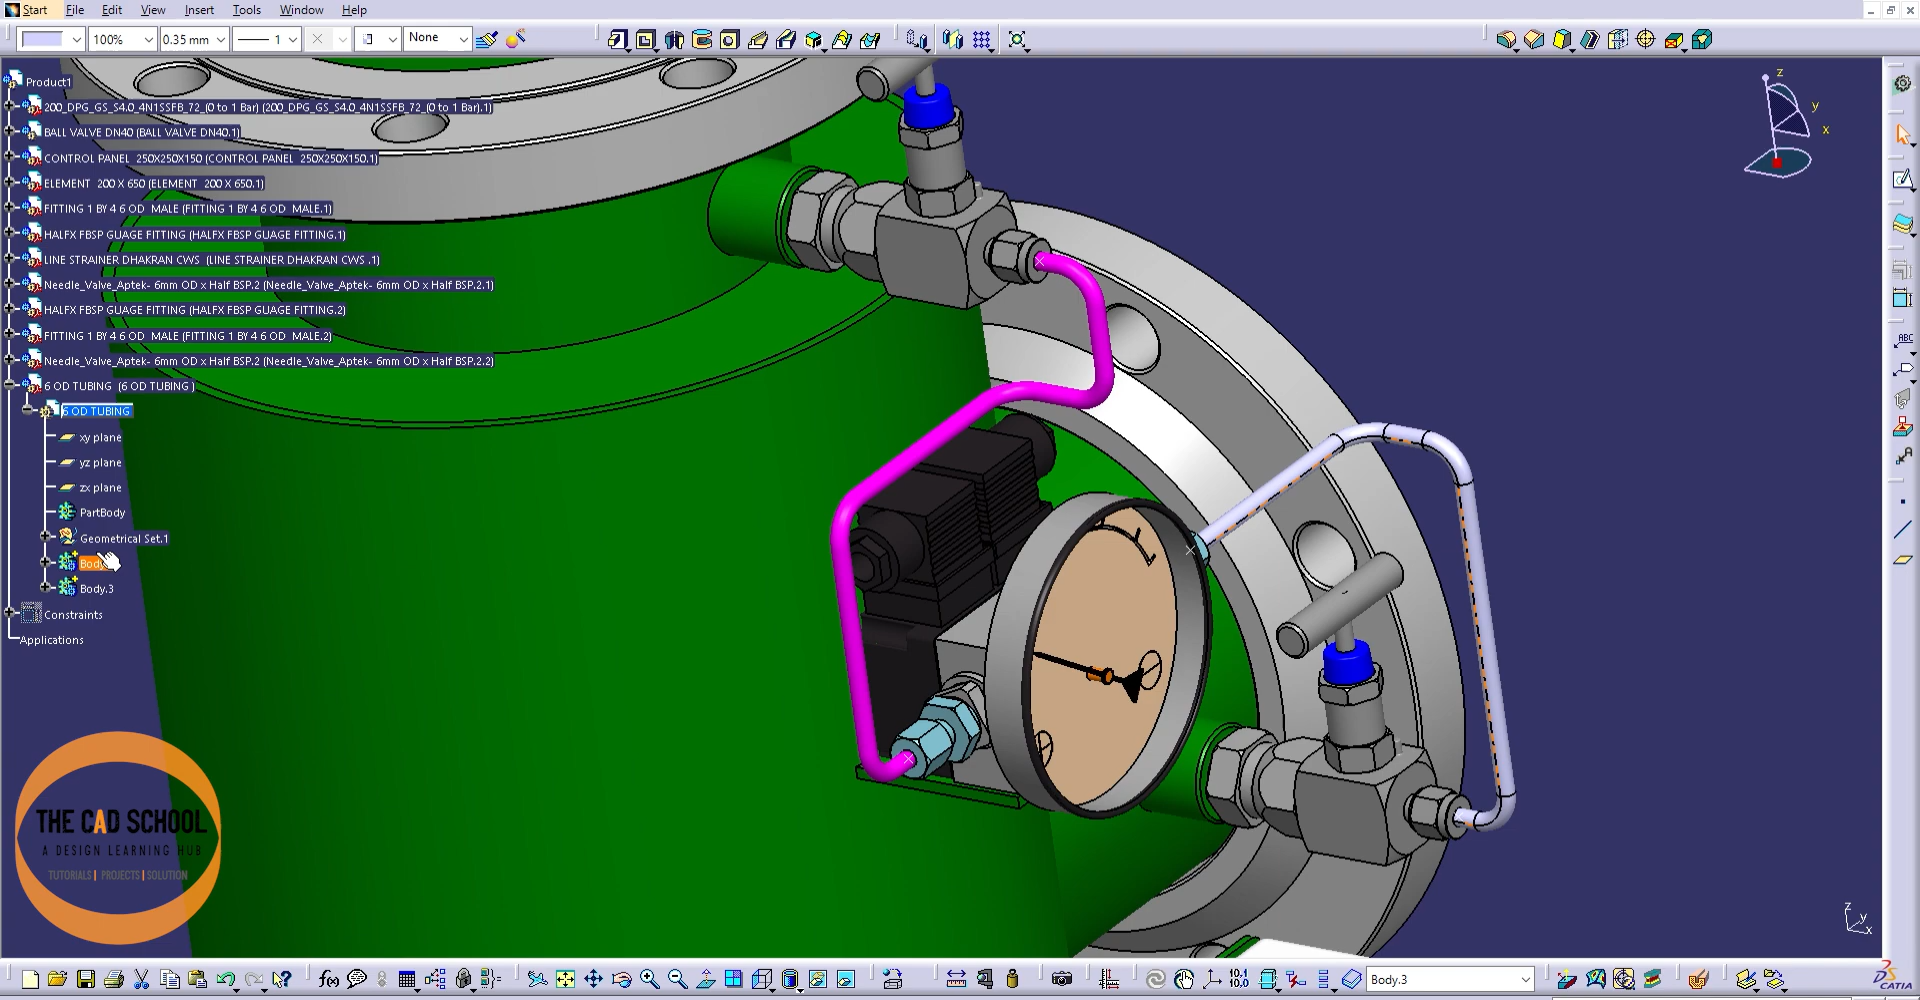 Start File Edit View Insert Tools Window Help
100% 0.35 mm 1 None
Product1
200_DPG_GS_S4.0_4N1SSFB_72_(0 to 1 Bar) (200_DPG_GS_S4.0_4N1SSFB_72_(0 to 1 Bar).1)
BALL VALVE DN40 (BALL VALVE DN40.1)
CONTROL PANEL 250X250X150 (CONTROL PANEL 250X250X150.1)
ELEMENT 200 X 650 (ELEMENT 200 X 650.1)
FITTING 1 BY 4 6 OD MALE (FITTING 1 BY 4 6 OD MALE.1)
HALFX FBSP GUAGE FITTING (HALFX FBSP GUAGE FITTING.1)
LINE STRAINER DHAKRAN CWS (LINE STRAINER DHAKRAN CWS .1)
Needle_Valve_Aptek- 6mm OD x Half BSP.2 (Needle_Valve_Aptek- 6mm OD x Half BSP.2.1)
HALFX FBSP GUAGE FITTING (HALFX FBSP GUAGE FITTING.2)
FITTING 1 BY 4 6 OD MALE (FITTING 1 BY 4 6 OD MALE.2)
Needle_Valve_Aptek- 6mm OD x Half BSP.2 (Needle_Valve_Aptek- 6mm OD x Half BSP.2.2)
6 OD TUBING (6 OD TUBING )
6 OD TUBING
xy plane
yz plane
zx plane
PartBody
Geometrical Set.1
Body.3
Constraints
Applications
z
y
x
ABC
THE CAD SCHOOL
A DESIGN LEARNING HUB
TUTORIALS | PROJECTS | SOLUTION
z
y
x
f(x)
10.1
10.0
Body.3
CATIA